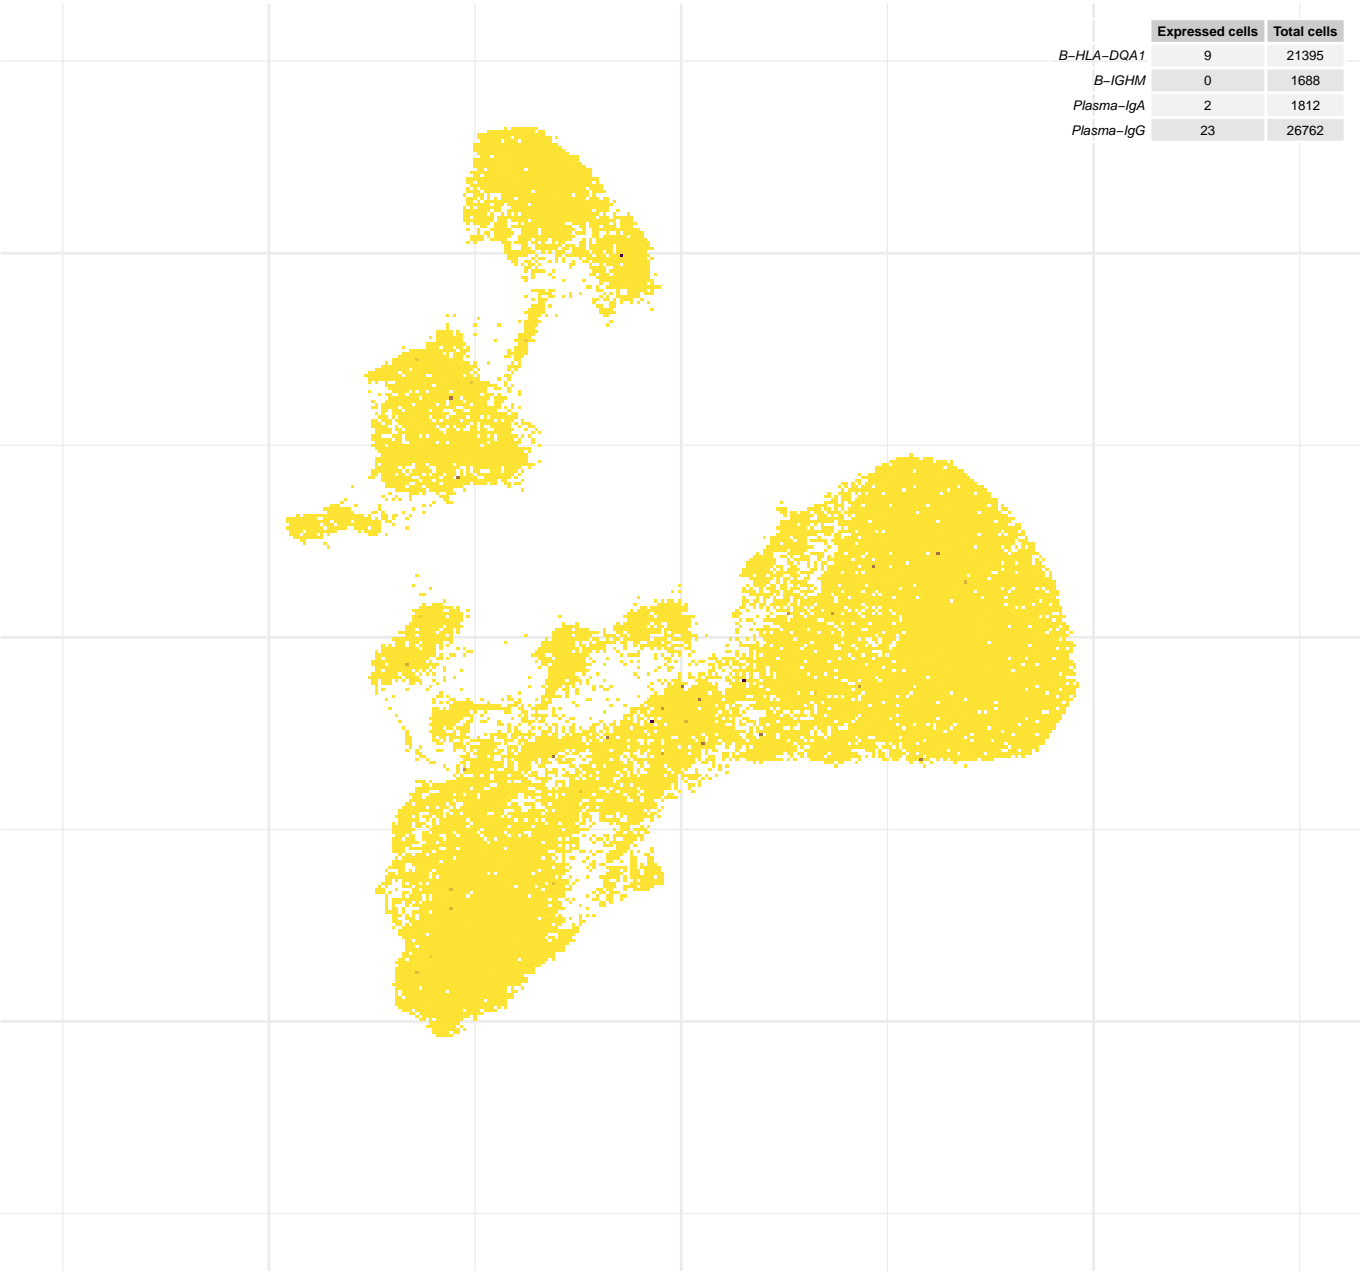 Expressed cells Total cells
B−HLA−DQA1 9 21395
B−IGHM 0 1688
Plasma−IgA 2 1812
Plasma−IgG 23 26762